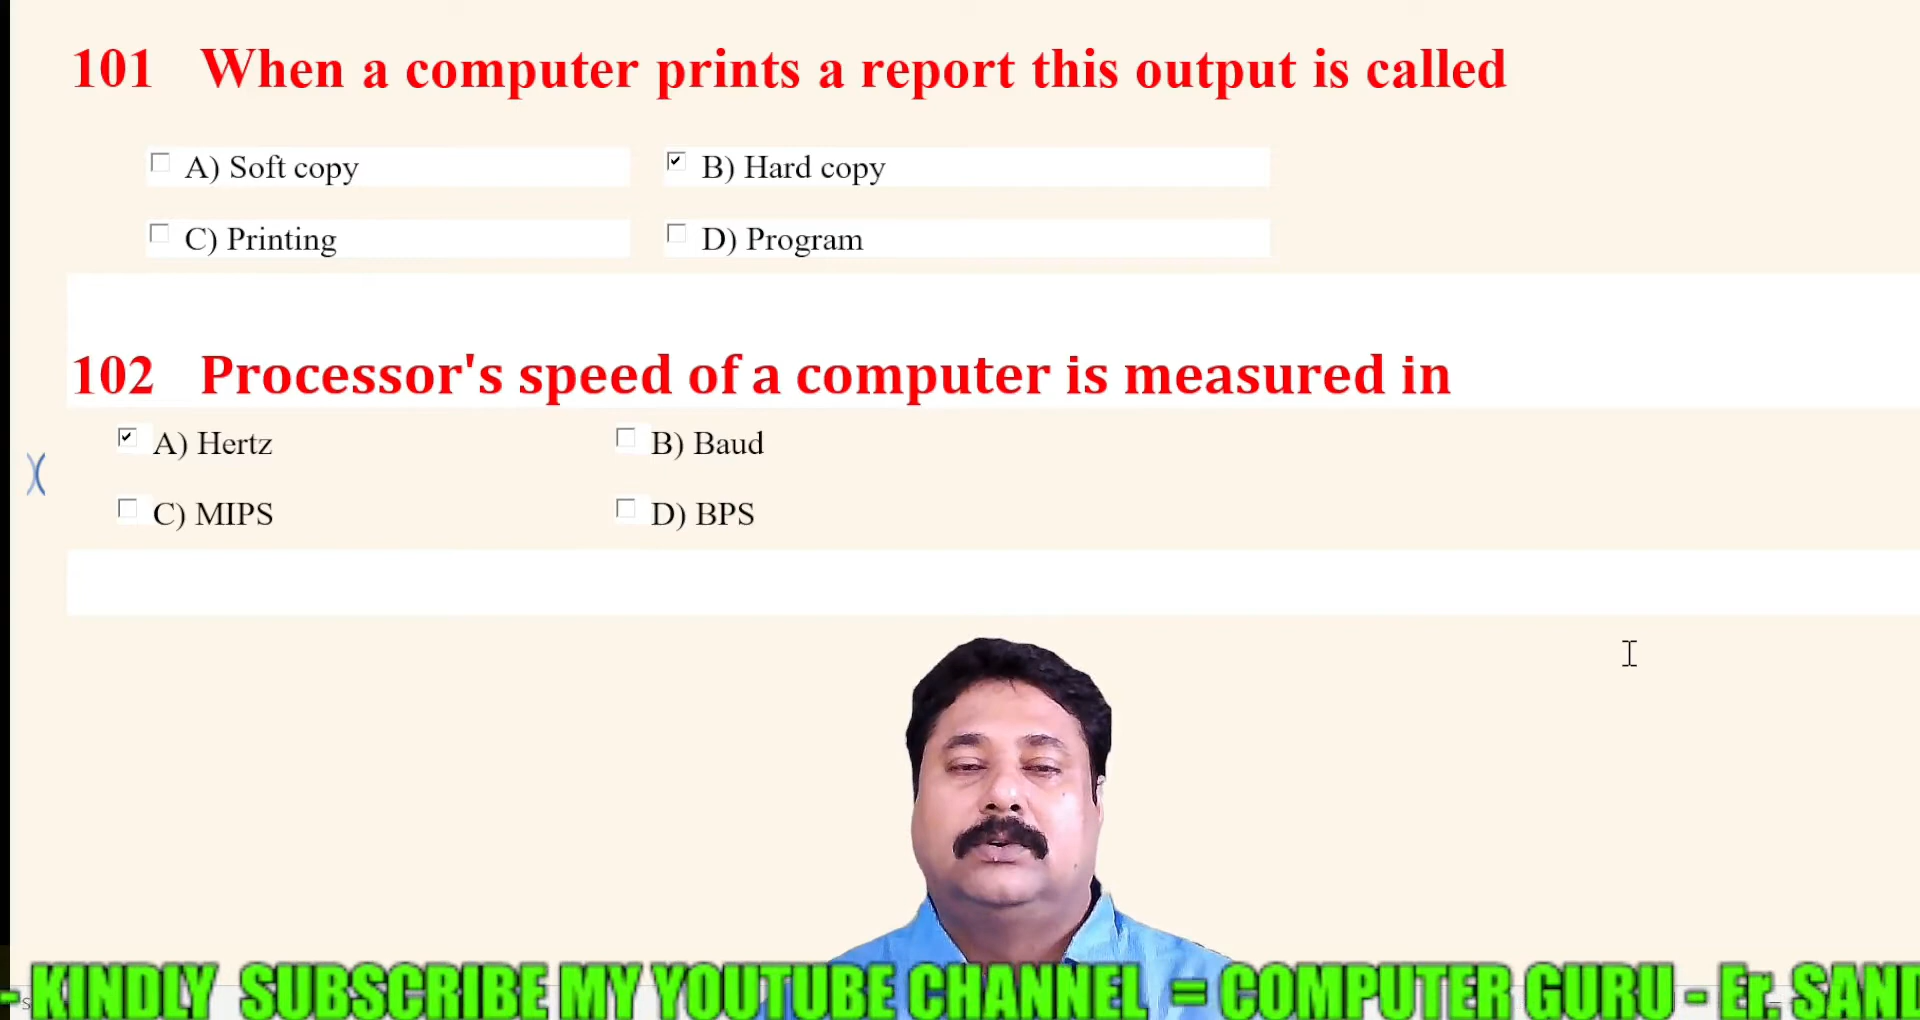 101 When a computer prints a report this output is called
A) Soft copy B) Hard copy
C) Printing D) Program
102 Processor's speed of a computer is measured in
A) Hertz B) Baud
C) MIPS D) BPS
- KINDLY SUBSCRIBE MY YOUTUBE CHANNEL = COMPUTER GURU - Er. SAND